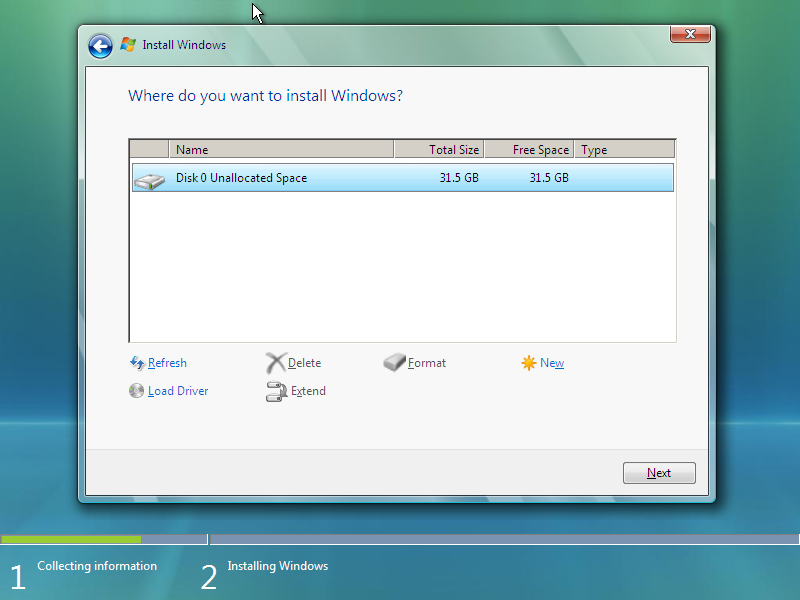 Install Windows
Where do you want to install Windows?
Name Total Size Free Space Type
Disk 0 Unallocated Space 31.5 GB 31.5 GB
Refresh Delete Format New
Load Driver Extend
Next
1 Collecting information 2 Installing Windows